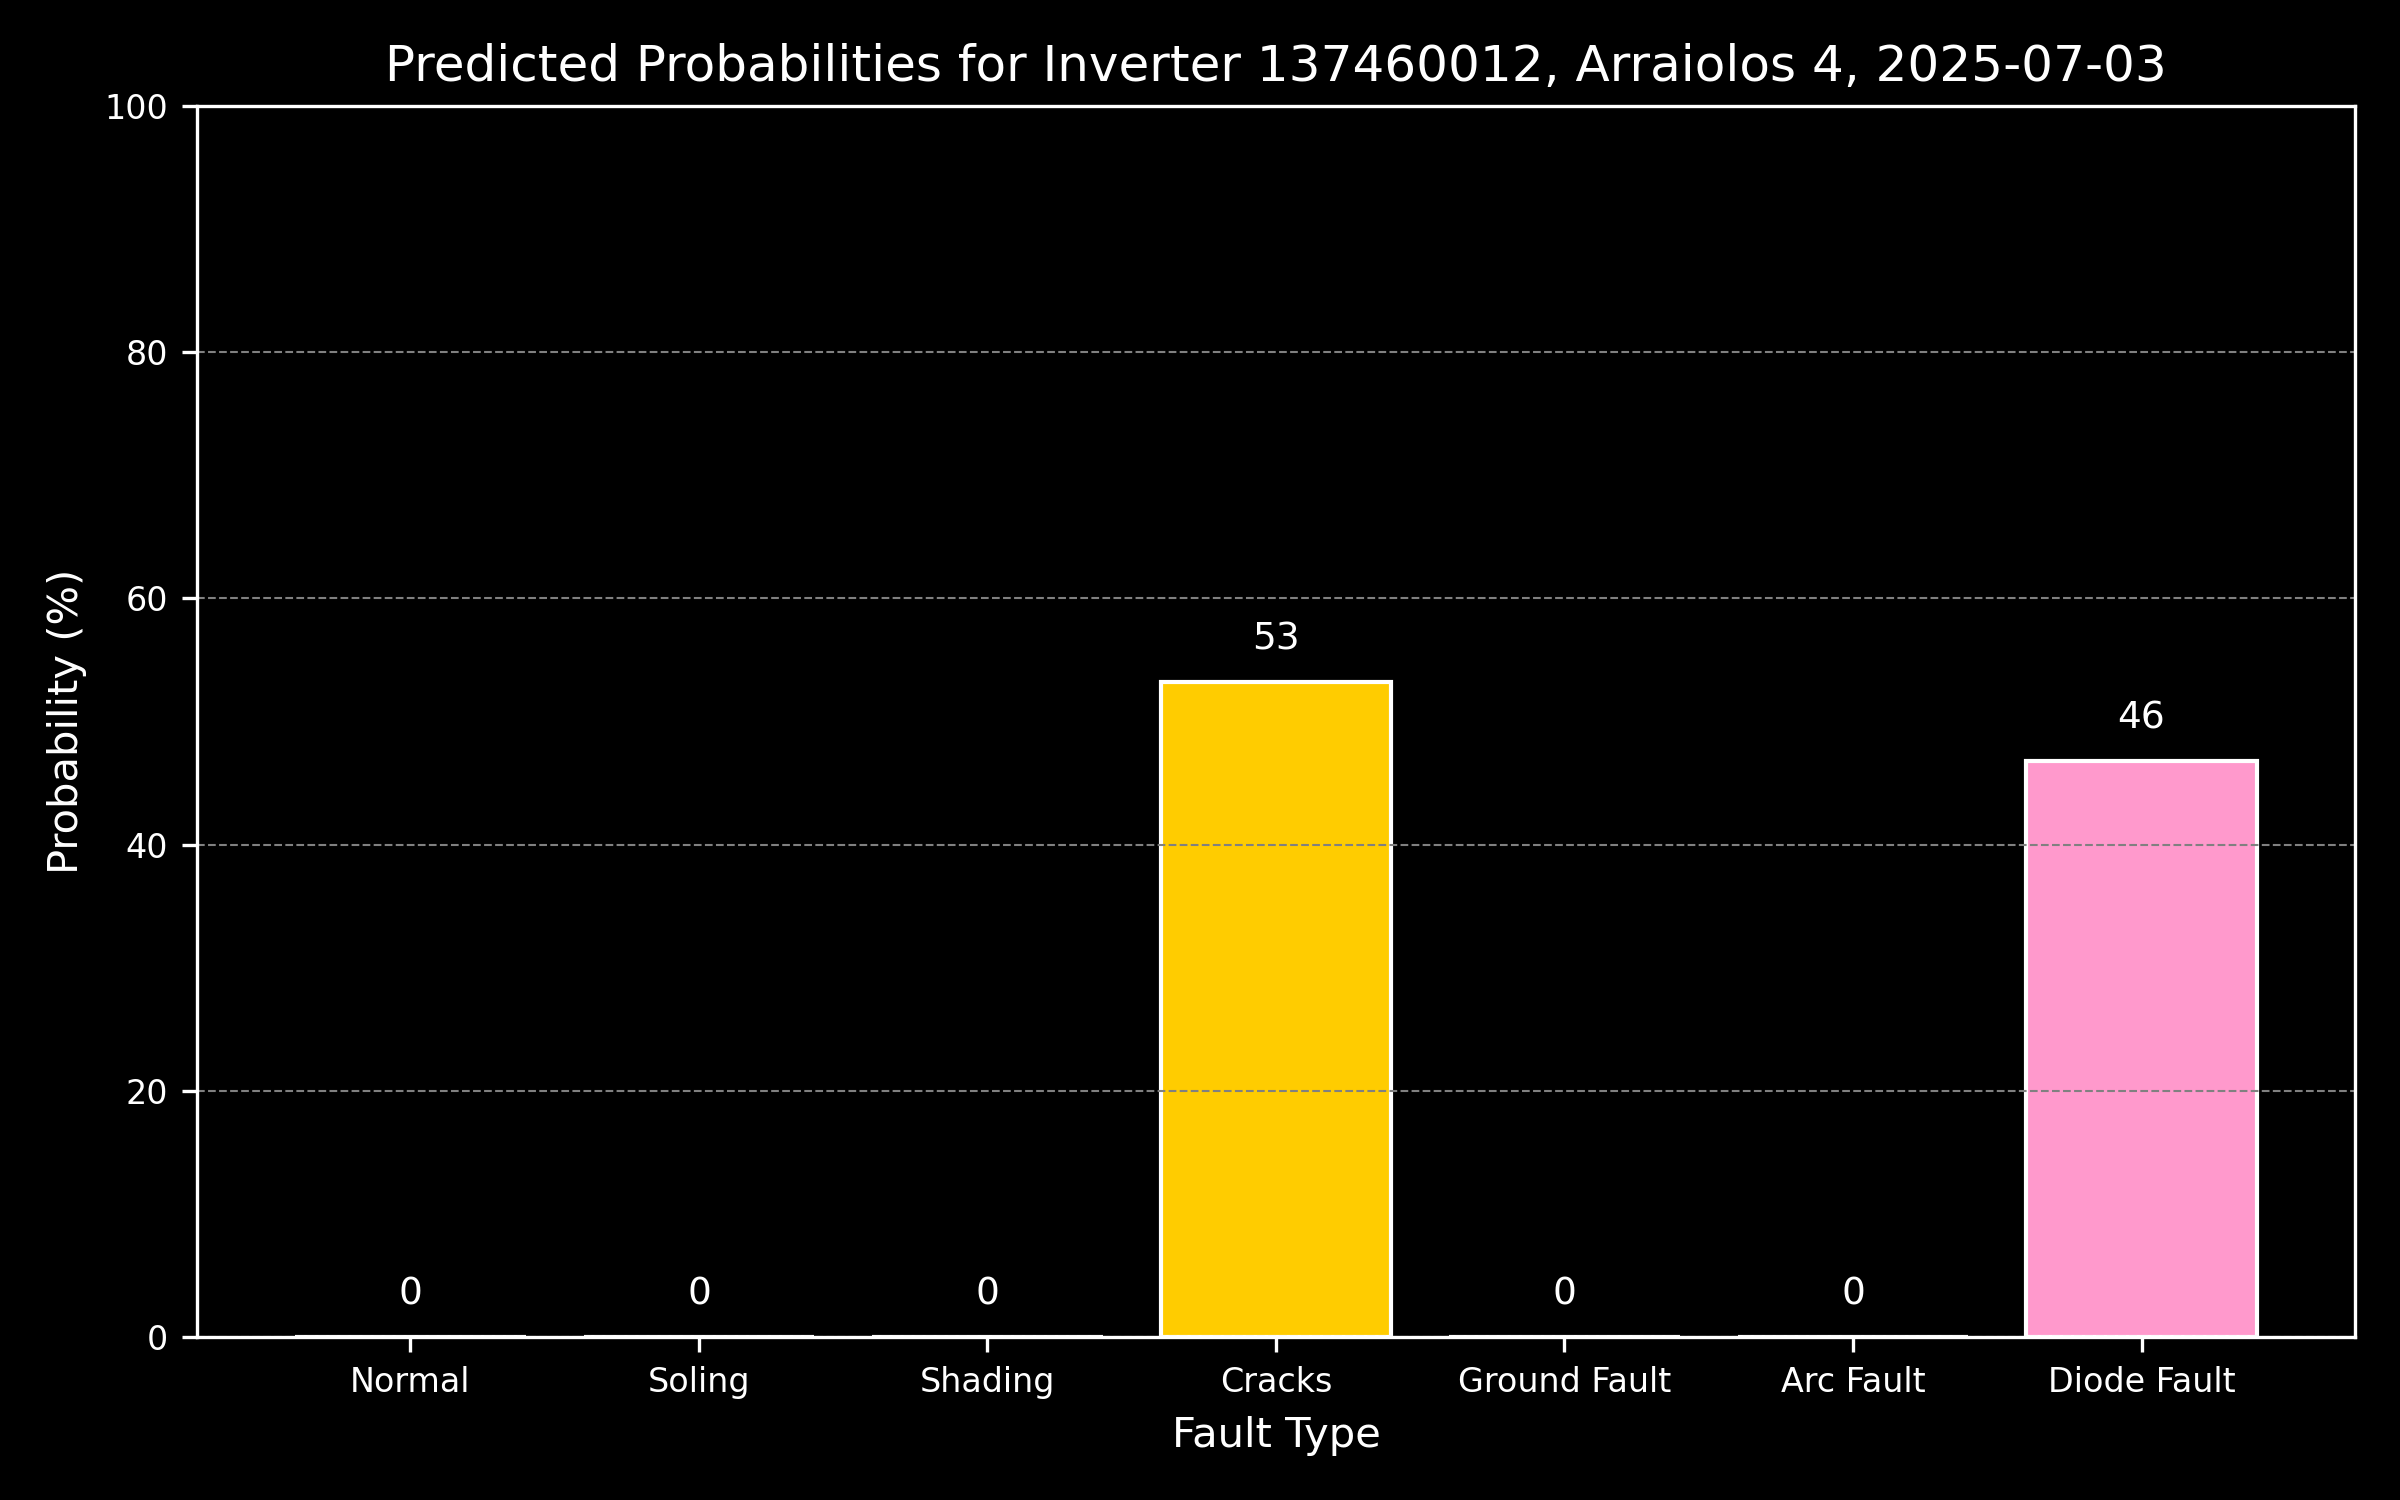 Predicted Probabilities for Inverter 137460012, Arraiolos 4, 2025-07-03
100
80
60
40
20
0
Probability (%)
53
46
0
0
0
0
0
Normal
Soling
Shading
Cracks
Ground Fault
Arc Fault
Diode Fault
Fault Type